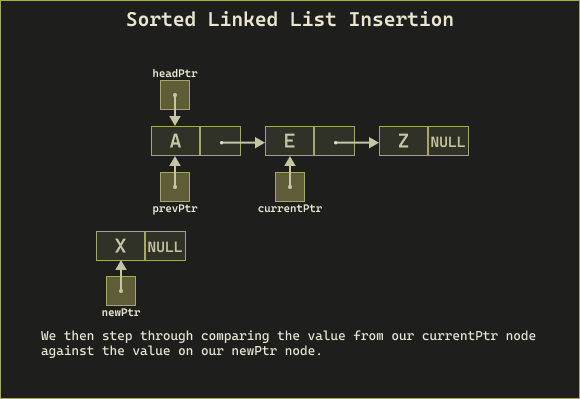 Sorted Linked List Insertion
headPtr
A
E
Z NULL
prevPtr
currentPtr
X NULL
newPtr
We then step through comparing the value from our currentPtr node
against the value on our newPtr node.